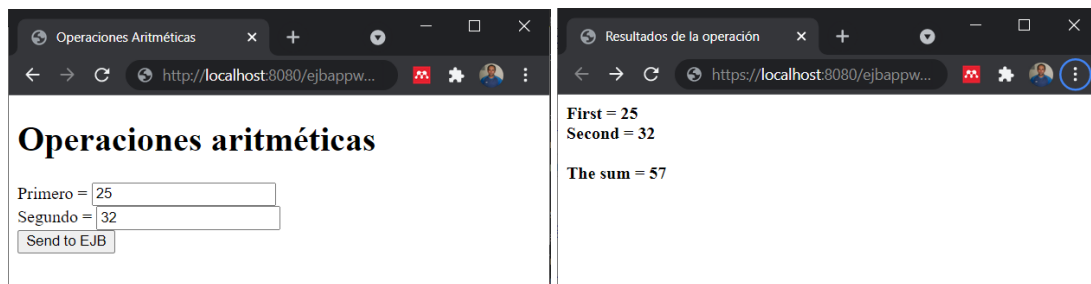 Operaciones Aritméticas
http://localhost:8080/ejbappw...
Operaciones aritméticas
Primero = 25
Segundo = 32
Send to EJB
Resultados de la operación
https://localhost:8080/ejbappw...
First = 25
Second = 32
The sum = 57